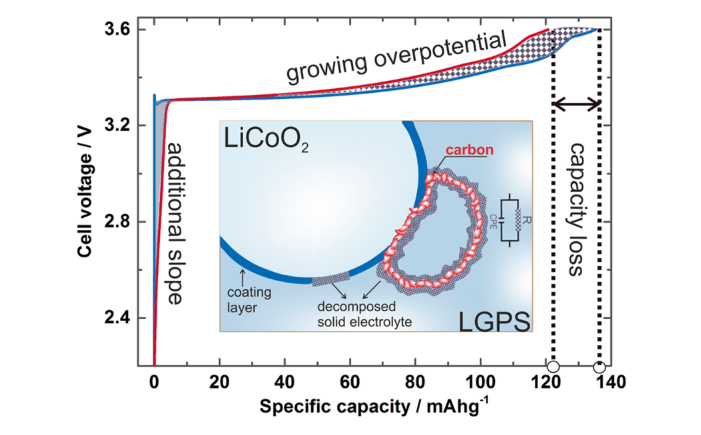 3.6
3.2
2.8
2.4
Cell voltage / V
growing overpotential
additional slope
capacity loss
LiCoO₂
carbon
R
CPE
coating
layer
decomposed
solid electrolyte
LGPS
0 20 40 60 80 100 120 140
Specific capacity / mAhg⁻¹